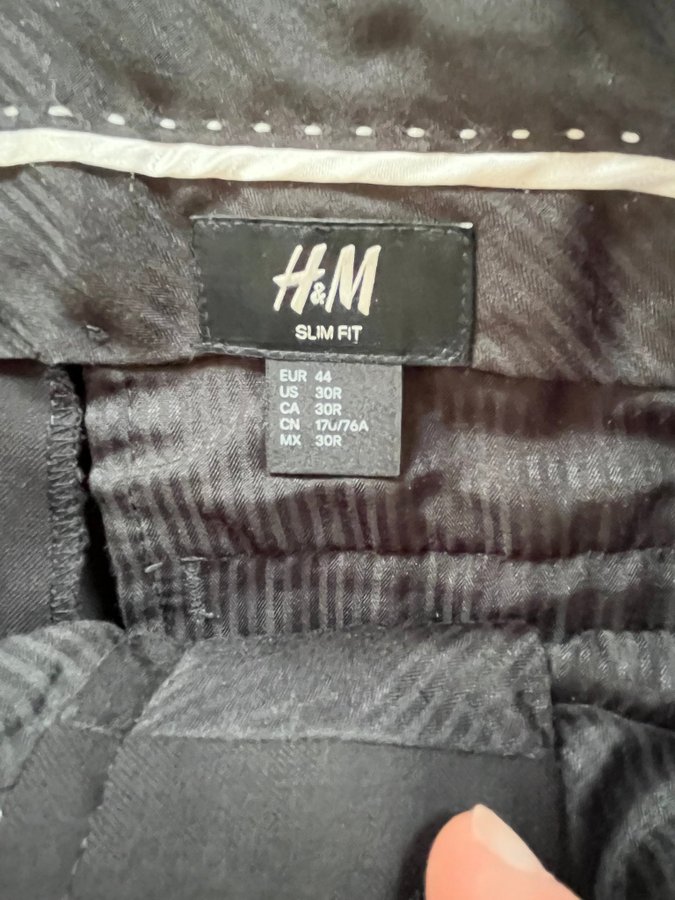 H&M
SLIM FIT
EUR 44
US 30R
CA 30R
CN 170/76A
MX 30R